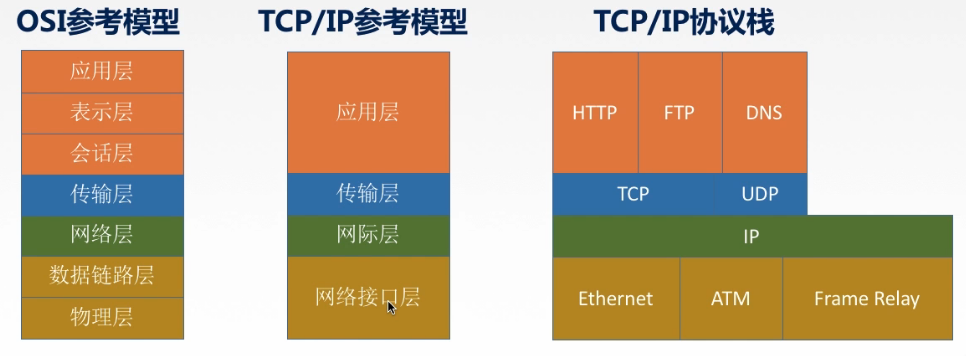 OSI参考模型
TCP/IP参考模型
TCP/IP协议栈
应用层
表示层
会话层
传输层
网络层
数据链路层
物理层
应用层
传输层
网际层
网络接口层
HTTP
FTP
DNS
TCP
UDP
IP
Ethernet
ATM
Frame Relay